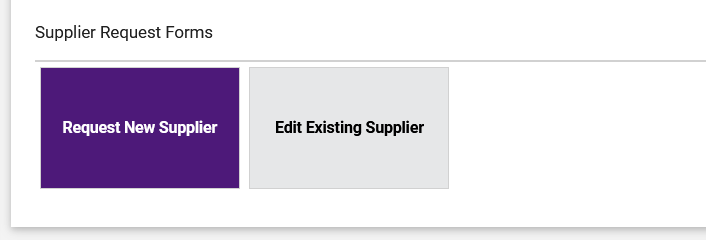 Supplier Request Forms
Request New Supplier
Edit Existing Supplier